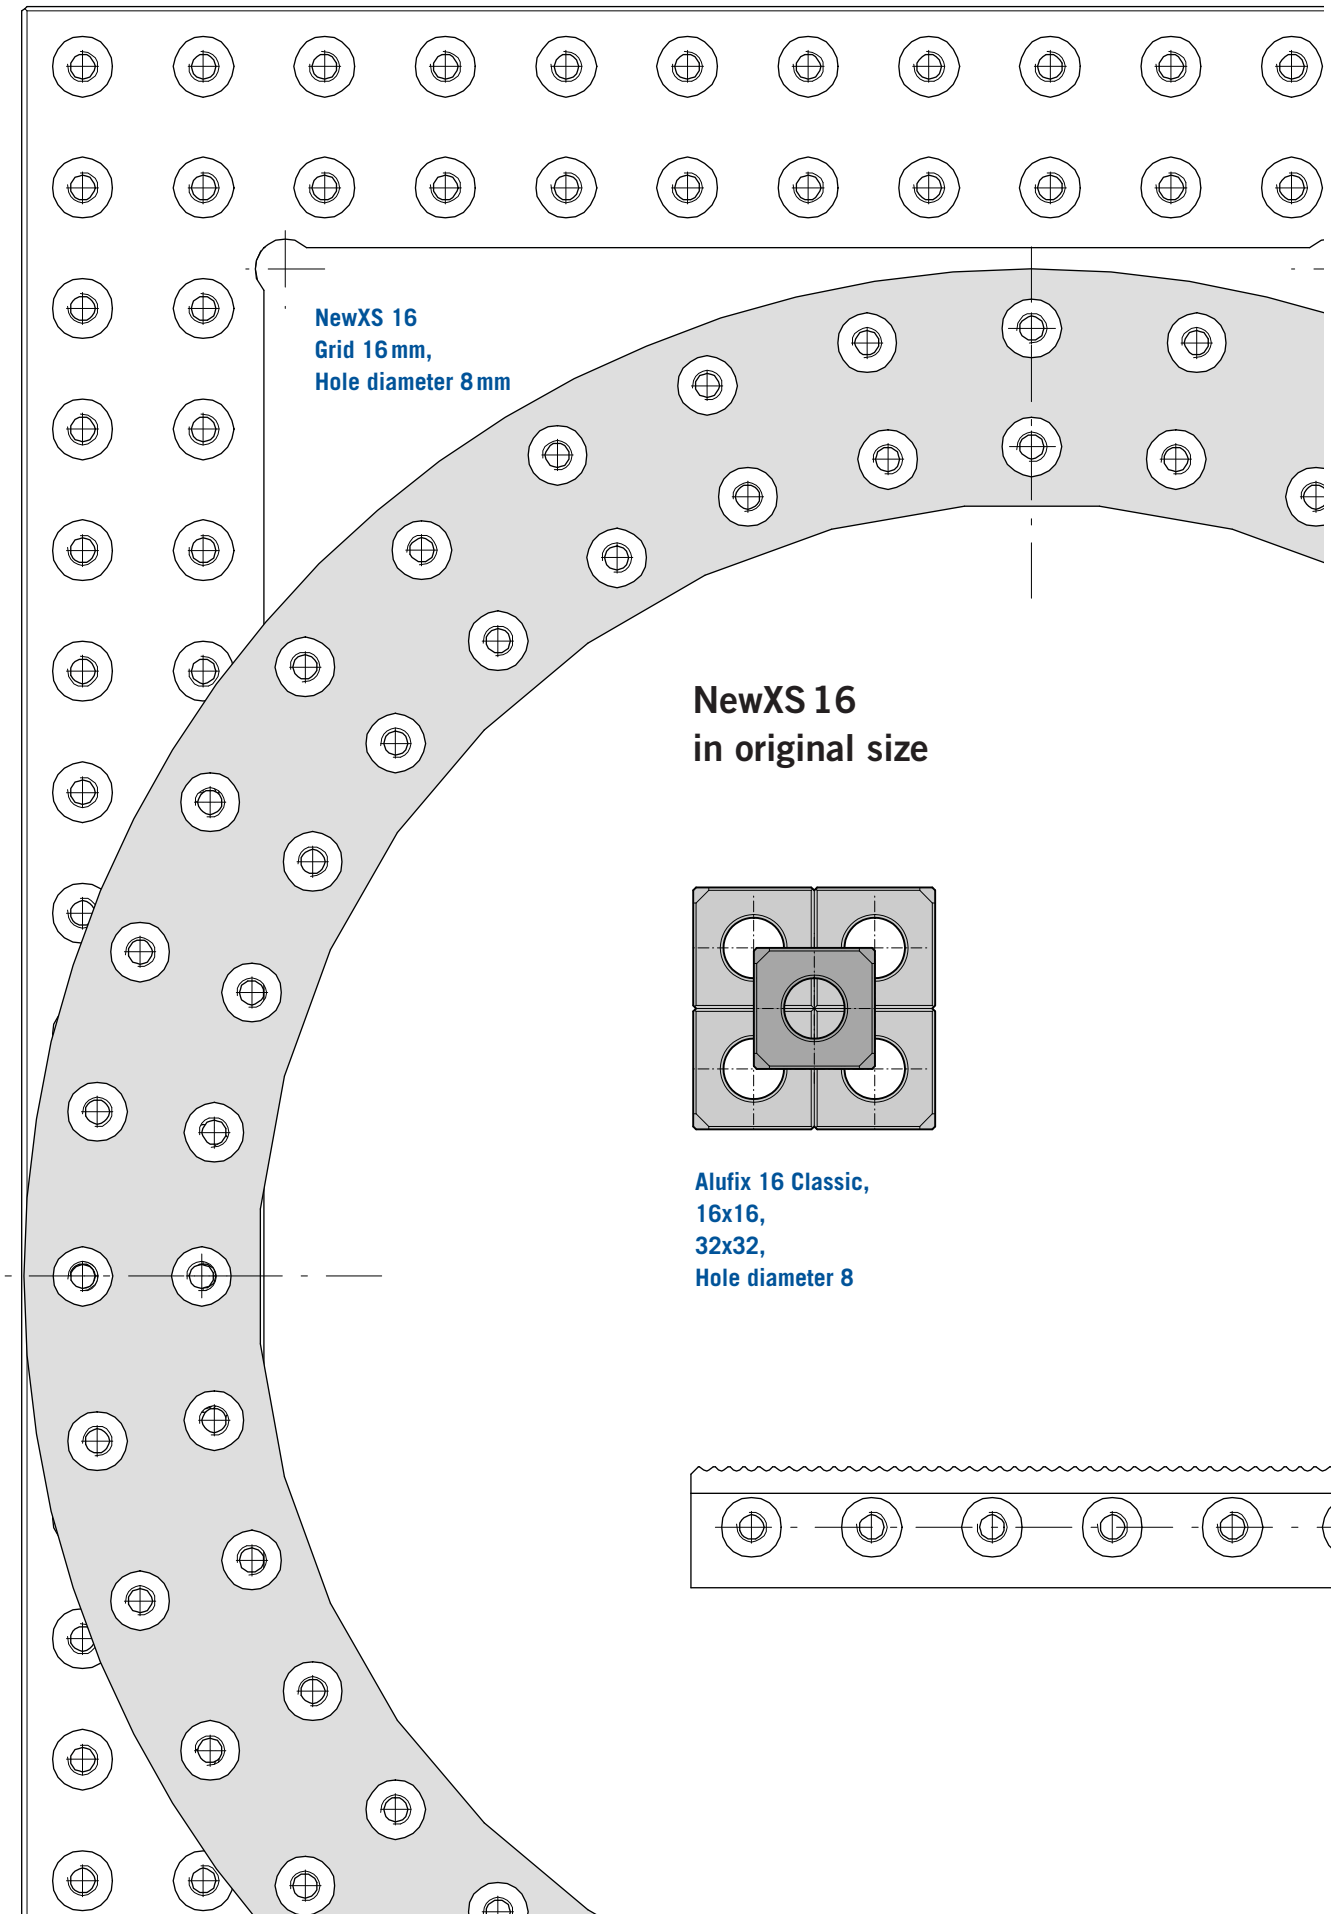 NewXS 16
Grid 16 mm,
Hole diameter 8 mm
NewXS 16
in original size
Alufix 16 Classic,
16x16,
32x32,
Hole diameter 8